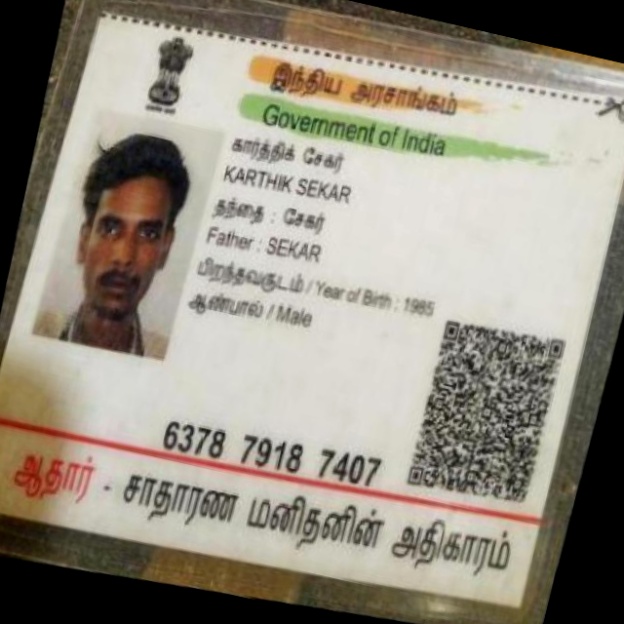 இந்திய அரசாங்கம்
Government of India
கார்த்திக் சேகர்
KARTHIK SEKAR
தந்தை : சேகர்
Father : SEKAR
பிறந்தவருடம் / Year of Birth : 1985
ஆண்பால் / Male
6378 7918 7407
ஆதார் - சாதாரண மனிதனின் அதிகாரம்